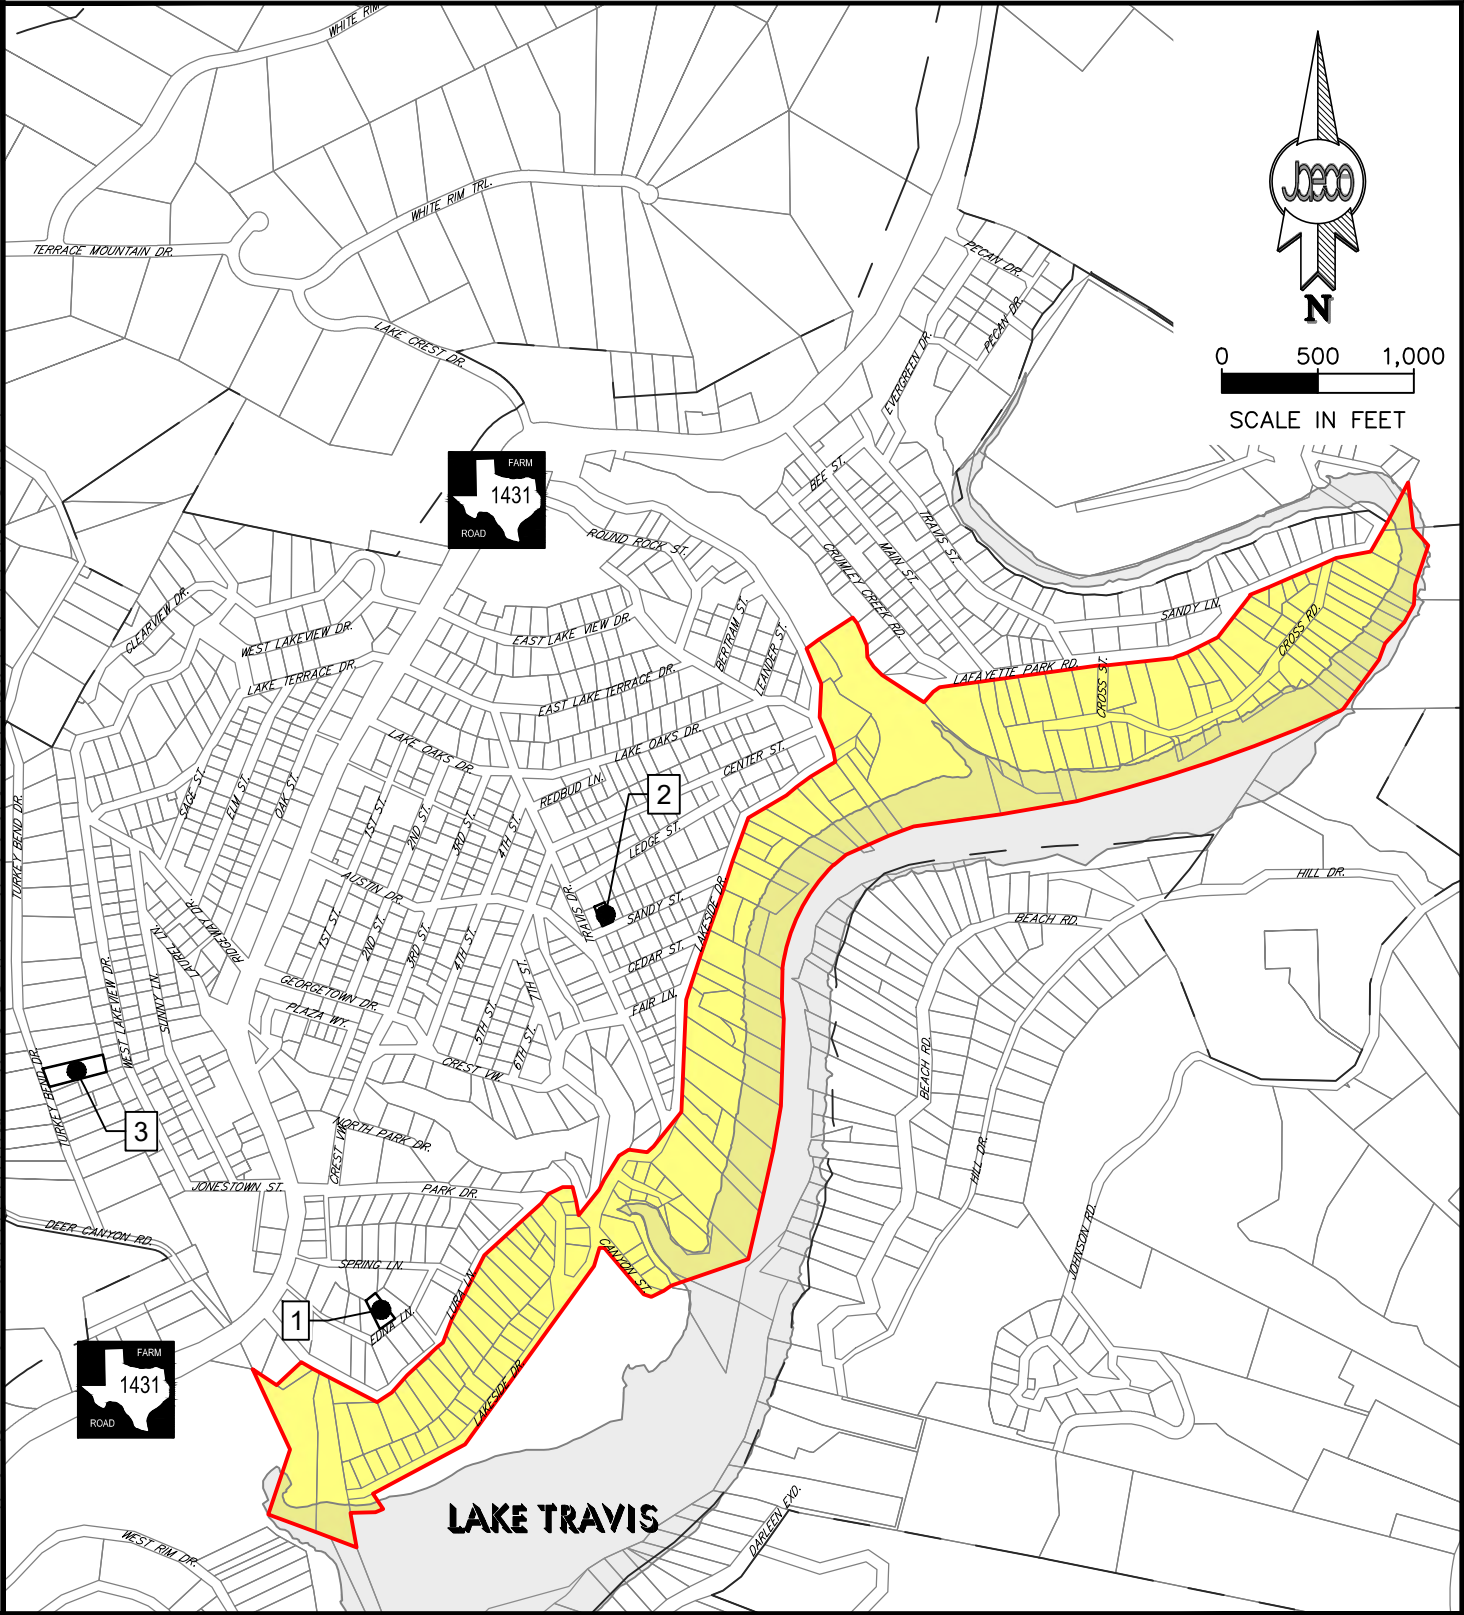 WHITE RIM
WHITE RIM TRL.
TERRACE MOUNTAIN DR.
LAKE CREST DR.
PECAN DR.
PECAN DR.
EVERGREEN DR.
Jaeco
N
0 500 1,000
SCALE IN FEET
FARM
1431
ROAD
BEE ST.
TRAVIS ST.
MAIN ST.
CRUMLEY CREEK RD.
ROUND ROCK ST.
SANDY LN.
CROSS RD.
LAFAYETTE PARK RD.
CROSS ST.
CLEARVIEW DR.
WEST LAKEVIEW DR.
LAKE TERRACE DR.
EAST LAKE VIEW DR.
BERTRAM ST.
LEANDER ST.
EAST LAKE TERRACE DR.
LAKE OAKS DR.
LAKE OAKS DR.
CENTER ST.
REDBUD LN.
2
LEDGE ST.
SAGE ST.
ELM ST.
OAK ST.
1ST ST.
2ND ST.
3RD ST.
4TH ST.
TURKEY BEND DR.
AUSTIN DR.
TRAVIS DR.
SANDY ST.
LAKESIDE DR.
HILL DR.
BEACH RD.
RIDGEWAY DR.
LAUREL LN.
1ST ST.
2ND ST.
3RD ST.
4TH ST.
CEDAR ST.
FAIR LN.
7TH ST.
GEORGETOWN DR.
PLAZA WY.
WEST LAKEVIEW DR.
SUNNY LN.
5TH ST.
6TH ST.
CREST VW.
BEACH RD.
TURKEY BEND DR.
3
NORTH PARK DR.
CREST VW.
HILL DR.
JONESTOWN ST.
PARK DR.
DEER CANYON RD.
SPRING LN.
CANYON ST.
JOHNSON RD.
LURA LN.
1
EDNA LN.
FARM
1431
ROAD
LAKESIDE DR.
LAKE TRAVIS
DARLEEN EXD.
WEST RIM DR.